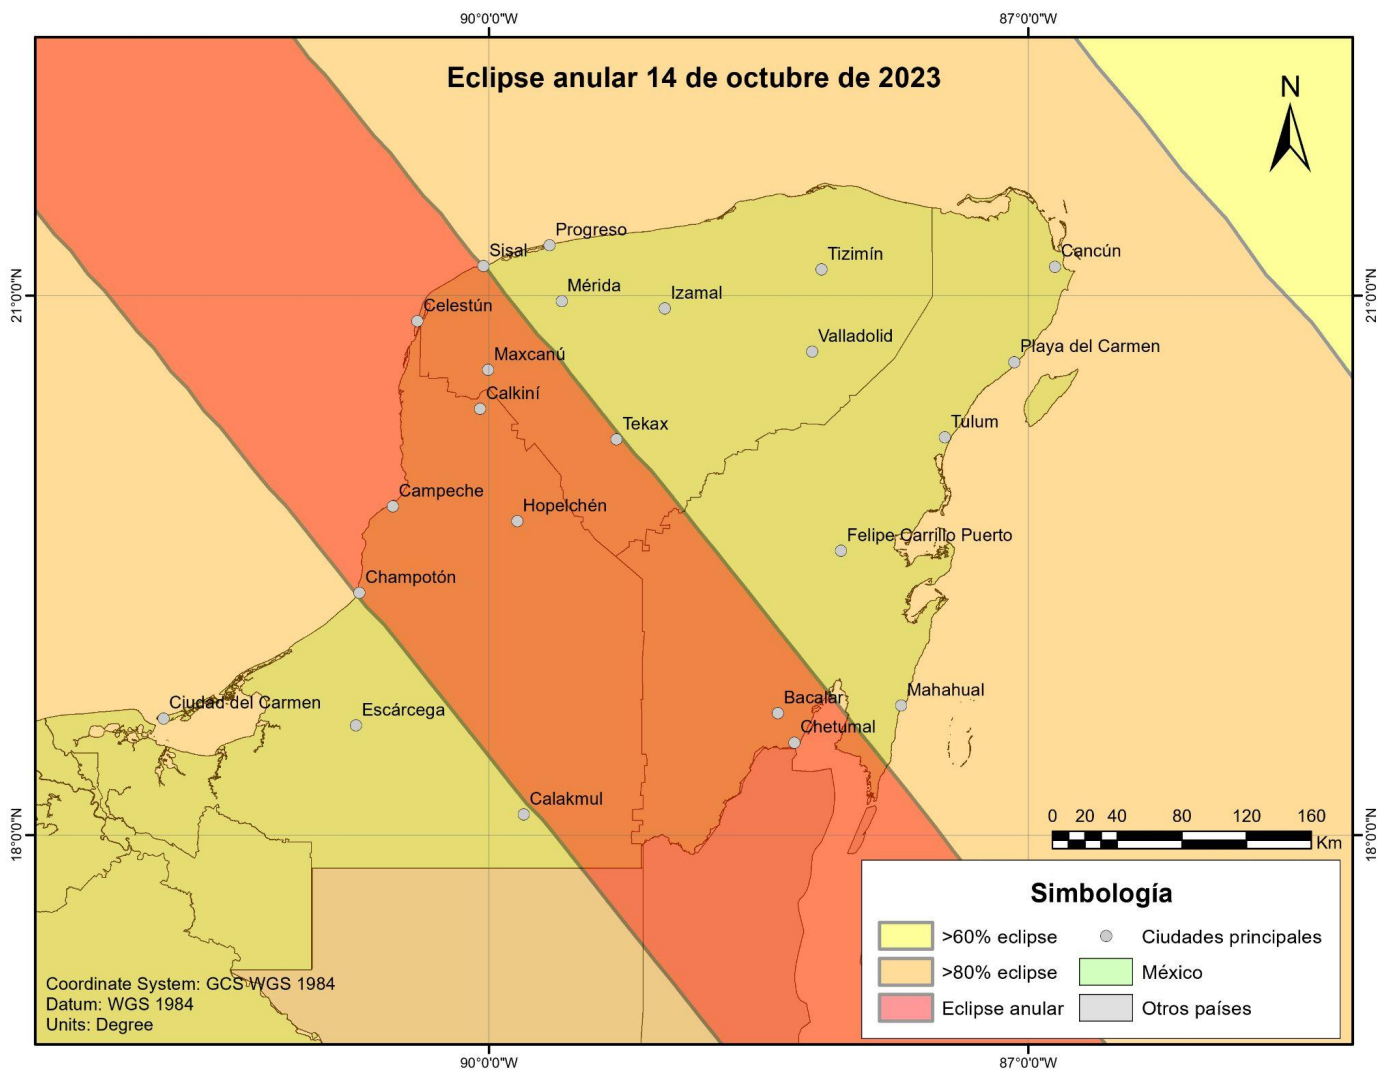 90°0'0"W
87°0'0"W
Eclipse anular 14 de octubre de 2023
N
Progreso
Sisal
Tizimín
Cancún
21°0'0"N
21°0'0"N
Mérida
Izamal
Celestún
Valladolid
Playa del Carmen
Maxcanú
Calkiní
Tekax
Tulum
Campeche
Hopelchén
Felipe Carrillo Puerto
Champotón
Ciudad del Carmen
Escárcega
Bacalar
Mahahual
Chetumal
Calakmul
18°0'0"N
18°0'0"N
0 20 40 80 120 160
Km
Simbología
>60% eclipse
Ciudades principales
>80% eclipse
México
Eclipse anular
Otros países
Coordinate System: GCS WGS 1984
Datum: WGS 1984
Units: Degree
90°0'0"W
87°0'0"W